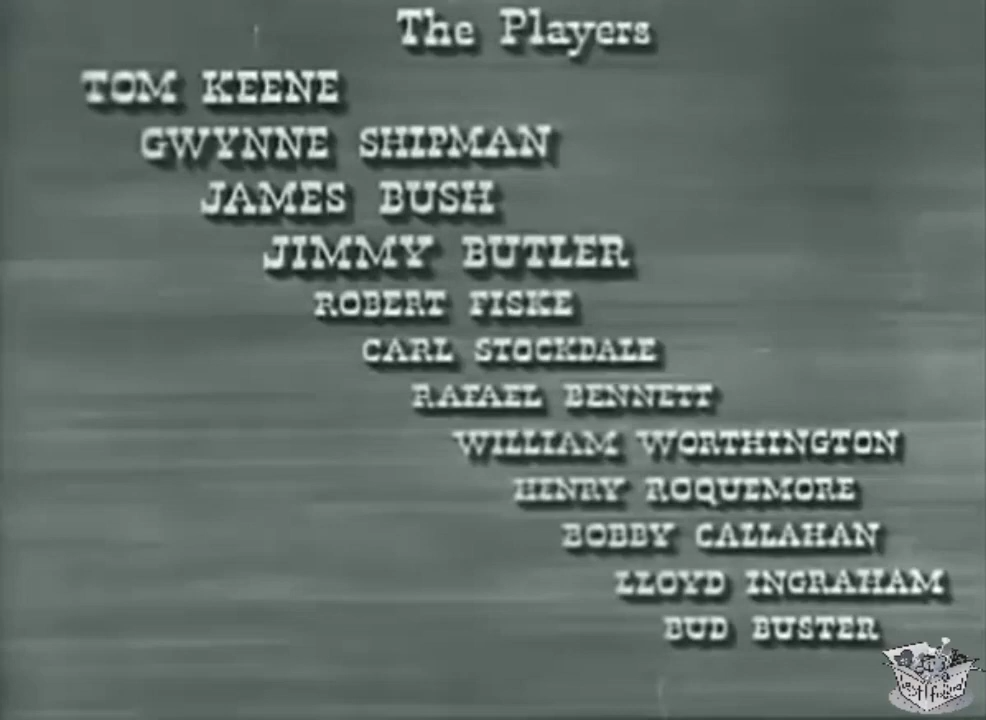 The Players
TOM KEENE
GWYNNE SHIPMAN
JAMES BUSH
JIMMY BUTLER
ROBERT FISKE
CARL STOCKDALE
RAFAEL BENNETT
WILLIAM WORTHINGTON
HENRY ROQUEMORE
BOBBY CALLAHAN
LLOYD INGRAHAM
BUD BUSTER